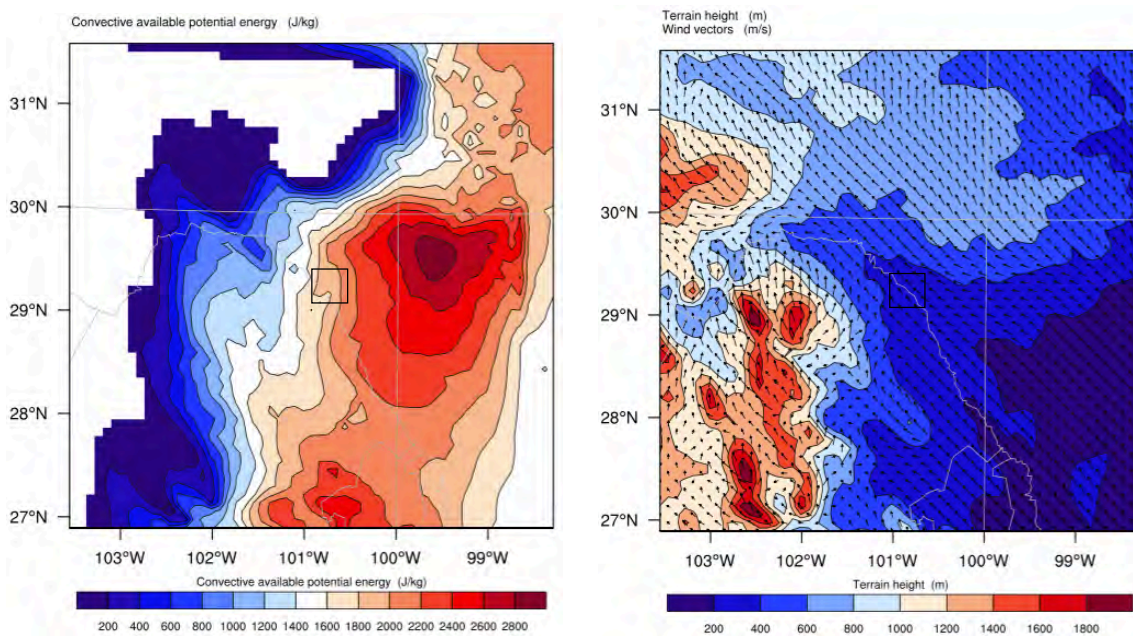 Convective available potential energy (J/kg)
31°N
30°N
29°N
28°N
27°N
103°W 102°W 101°W 100°W 99°W
Convective available potential energy (J/kg)
200 400 600 800 1000 1200 1400 1600 1800 2000 2200 2400 2600 2800
Terrain height (m)
Wind vectors (m/s)
31°N
30°N
29°N
28°N
27°N
103°W 102°W 101°W 100°W 99°W
Terrain height (m)
200 400 600 800 1000 1200 1400 1600 1800